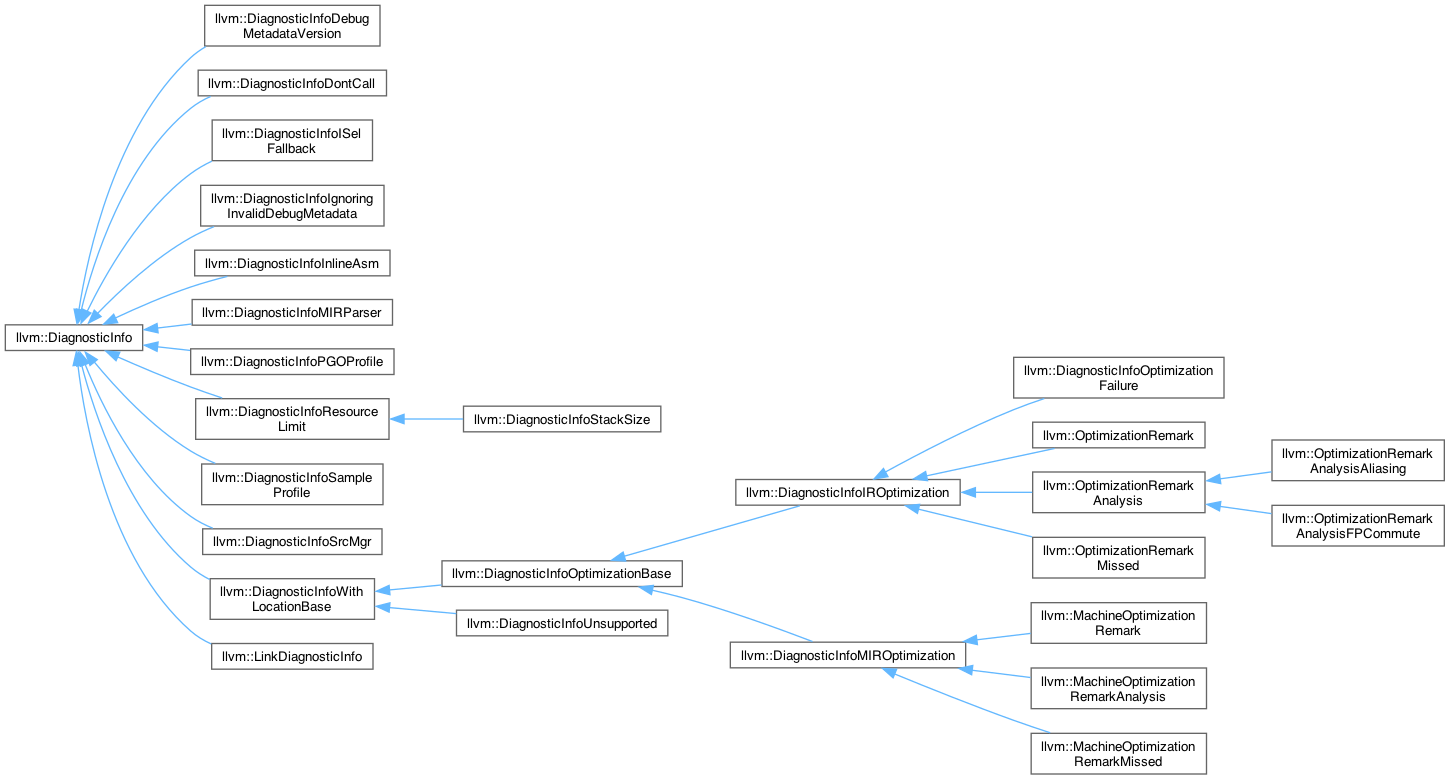 llvm::DiagnosticInfoDebug
MetadataVersion
llvm::DiagnosticInfoDontCall
llvm::DiagnosticInfoISel
Fallback
llvm::DiagnosticInfoIgnoring
InvalidDebugMetadata
llvm::DiagnosticInfoInlineAsm
llvm::DiagnosticInfoMIRParser
llvm::DiagnosticInfo
llvm::DiagnosticInfoPGOProfile
llvm::DiagnosticInfoResource
Limit
llvm::DiagnosticInfoStackSize
llvm::DiagnosticInfoSample
Profile
llvm::DiagnosticInfoSrcMgr
llvm::DiagnosticInfoWith
LocationBase
llvm::LinkDiagnosticInfo
llvm::DiagnosticInfoOptimizationBase
llvm::DiagnosticInfoUnsupported
llvm::DiagnosticInfoIROptimization
llvm::DiagnosticInfoMIROptimization
llvm::DiagnosticInfoOptimization
Failure
llvm::OptimizationRemark
llvm::OptimizationRemark
Analysis
llvm::OptimizationRemark
Missed
llvm::MachineOptimization
Remark
llvm::MachineOptimization
RemarkAnalysis
llvm::MachineOptimization
RemarkMissed
llvm::OptimizationRemark
AnalysisAliasing
llvm::OptimizationRemark
AnalysisFPCommute